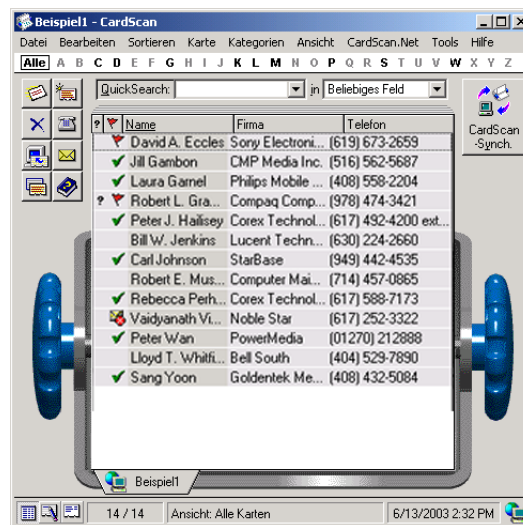 Beispiel1 - CardScan
Datei Bearbeiten Sortieren Karte Kategorien Ansicht CardScan.Net Tools Hilfe
Alle A B C D E F G H I J K L M N O P Q R S T U V W X Y Z
QuickSearch: in Beliebiges Feld
CardScan
-Synch.
? Name Firma Telefon
David A. Eccles Sony Electroni... (619) 673-2659
Jill Gambon CMP Media Inc. (516) 562-5687
Laura Garnel Philips Mobile ... (408) 558-2204
? Robert L. Gra... Compaq Comp... (978) 474-3421
Peter J. Hailisey Corex Technol... (617) 492-4200 ext...
Bill W. Jenkins Lucent Techn... (630) 224-2660
Carl Johnson StarBase (949) 442-4535
Robert E. Mus... Computer Mai... (714) 457-0865
Rebecca Perh... Corex Technol... (617) 588-7173
Vaidyanath Vi... Noble Star (617) 252-3322
Peter Wan PowerMedia (01270) 212888
Lloyd T. Whitfi... Bell South (404) 529-7890
Sang Yoon Goldentek Me... (408) 432-5084
Beispiel1
14 / 14 Ansicht: Alle Karten 6/13/2003 2:32 PM